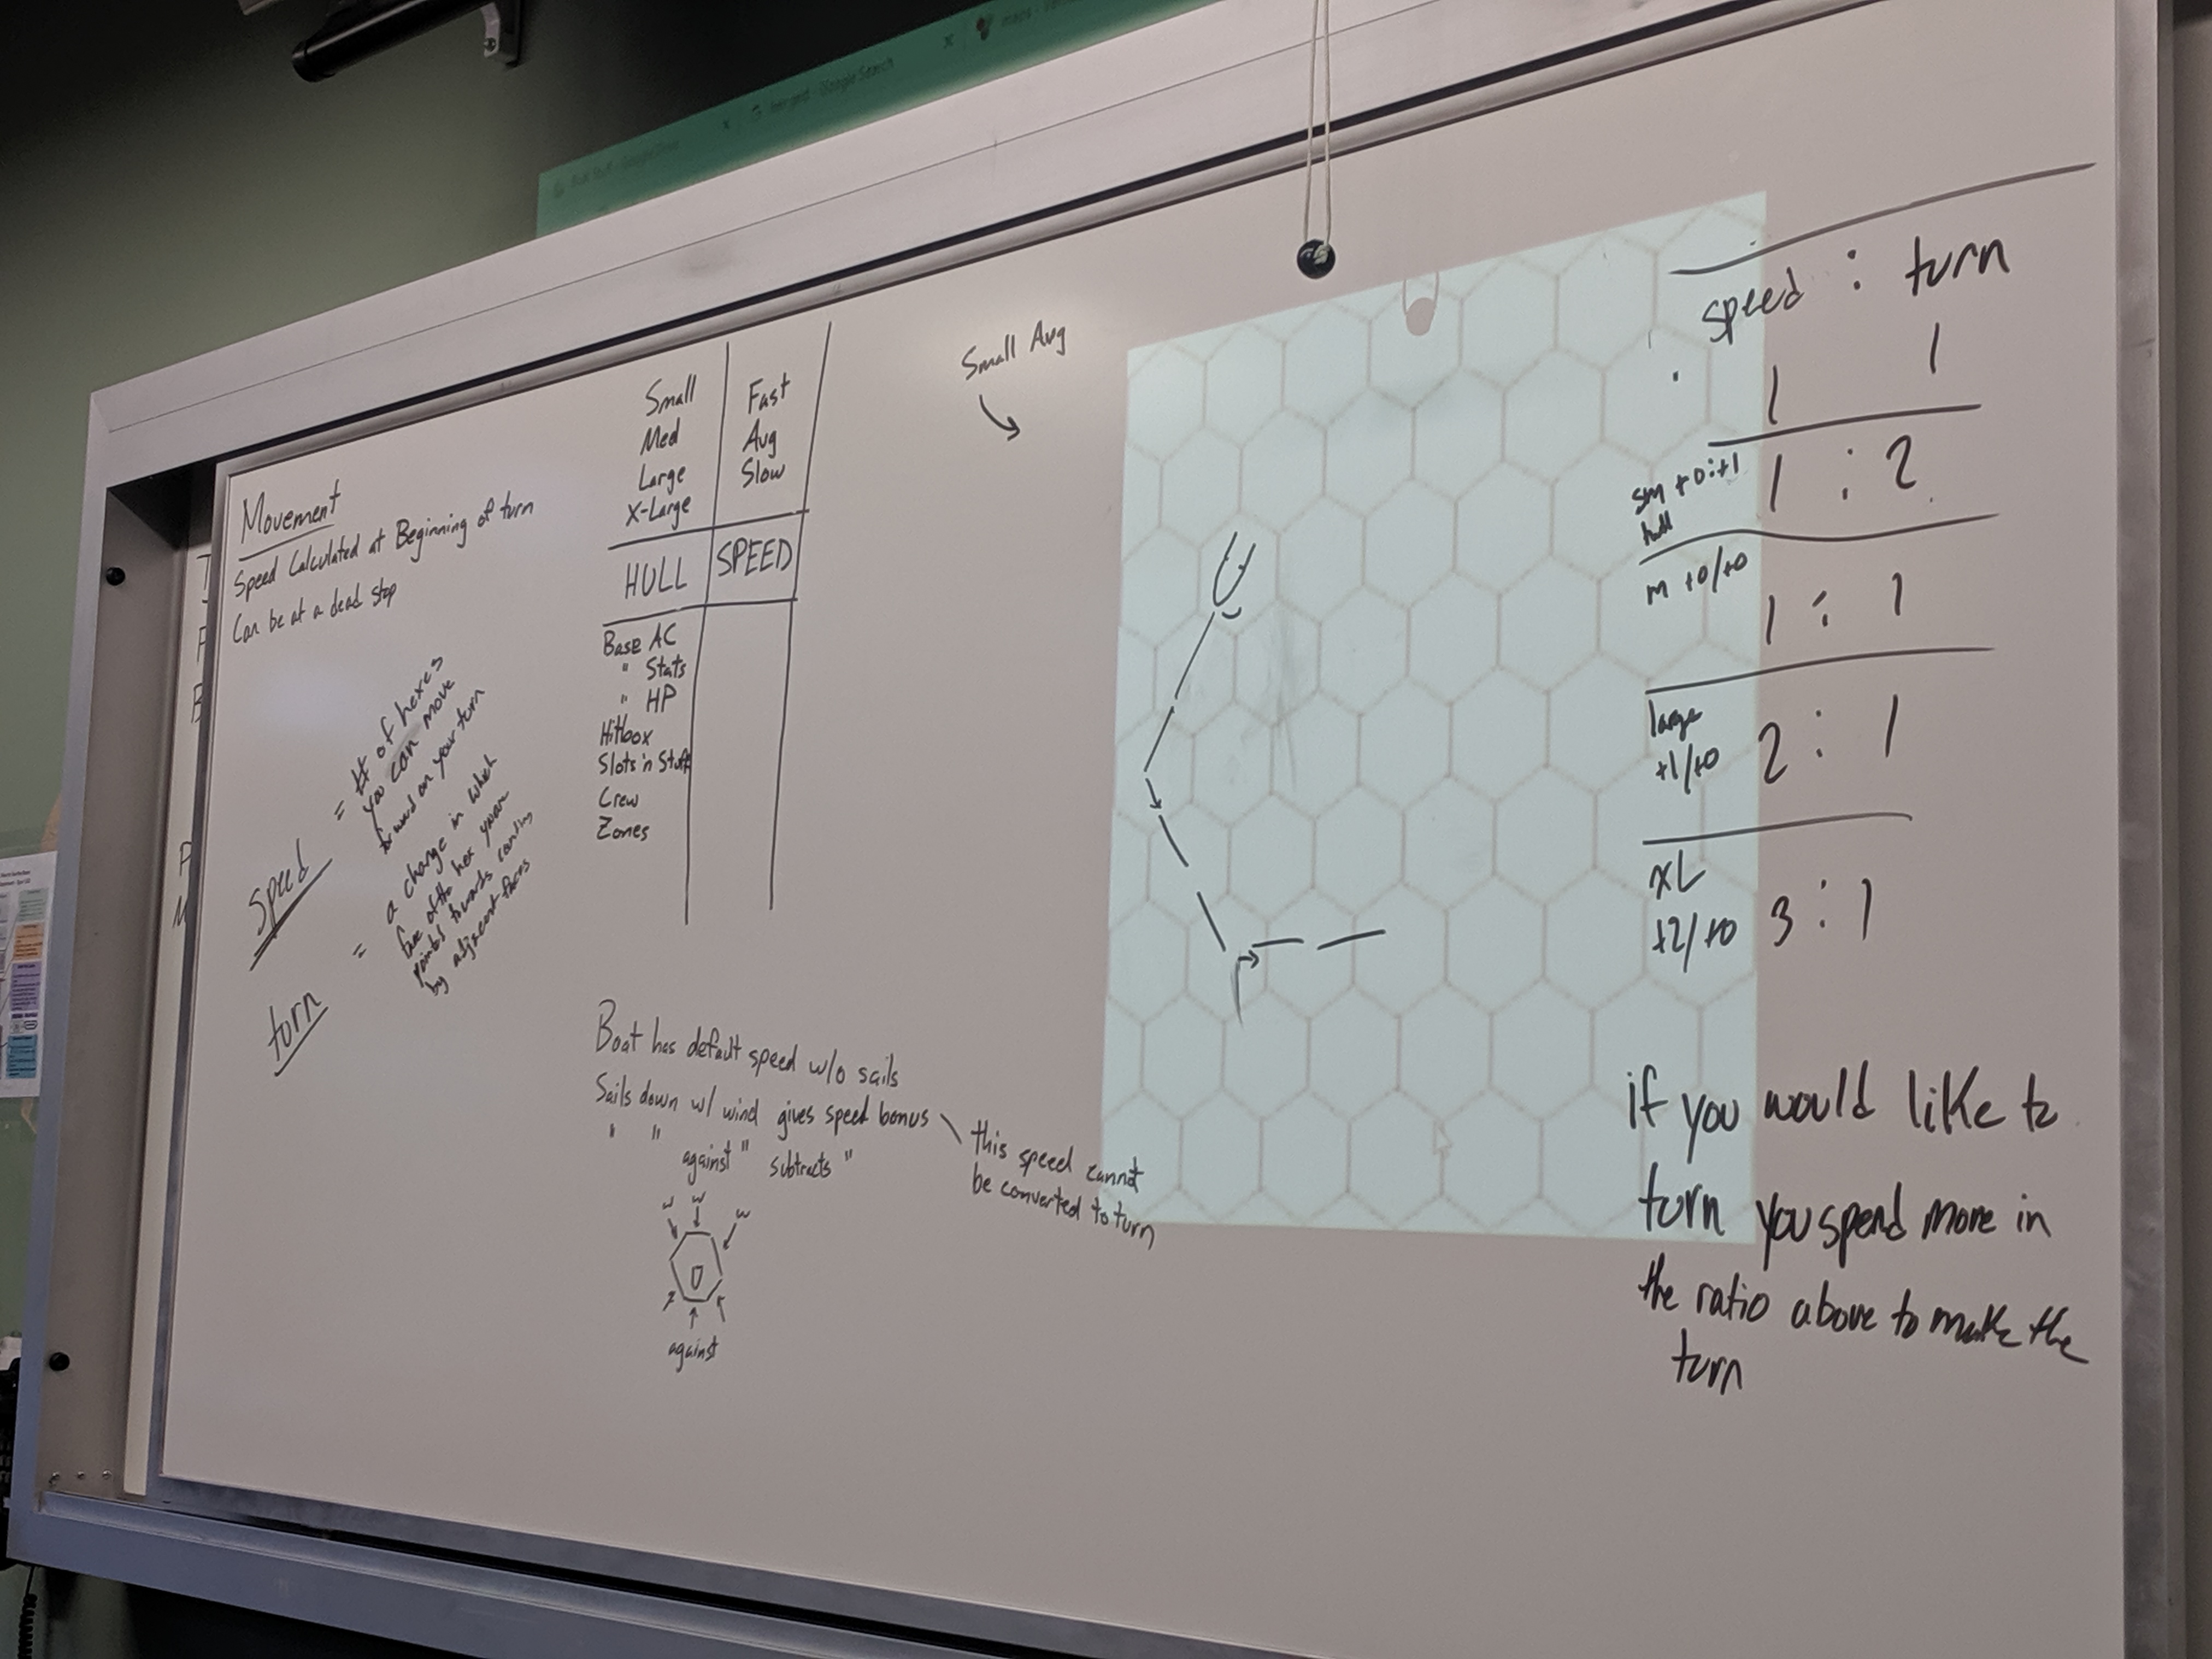 Google Search
Movement
Speed Calculated at Beginning of turn
Can be at a dead stop
Speed = # of hexes
you can move
forward on your turn
turn = a change in which
face of the hex you're
pointed towards counting
by adjacent faces
Small
Med
Large
X-Large
Fast
Avg
Slow
HULL
SPEED
Base AC
" Stats
" HP
Hitbox
Slots 'n Stuff
Crew
Zones
Boat has default speed w/o sails
Sails down w/ wind gives speed bonus
" " against " subtracts "
this speed cannot
be converted to turn
w w w
against
Small Avg
speed : turn
1 1
sm +0:+1
hull
1 : 2
m +0/+0
1 : 1
large
+1/+0
2 : 1
XL
+2/+0
3 : 1
if you would like to
turn you spend more in
the ratio above to make the
turn